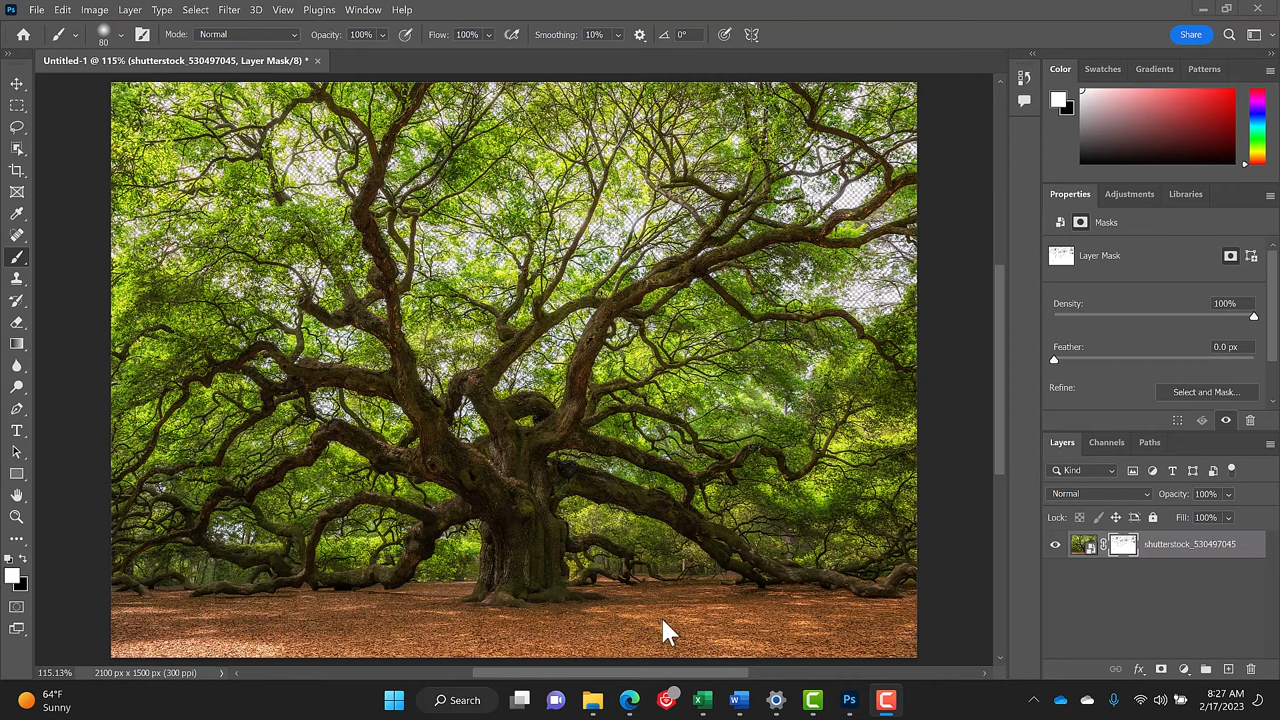 Ps File Edit Image Layer Type Select Filter 3D View Plugins Window Help
80 Mode: Normal Opacity: 100% Flow: 100% Smoothing: 10% 0° Share
Untitled-1 @ 115% (shutterstock_530497045, Layer Mask/8) * ×
Color Swatches Gradients Patterns
Properties Adjustments Libraries
Masks
Layer Mask
Density: 100%
Feather: 0.0 px
Refine: Select and Mask...
Layers Channels Paths
Kind
Normal Opacity: 100%
Lock: Fill: 100%
shutterstock_530497045
115.13% 2100 px x 1500 px (300 ppi)
64°F
Sunny
Search
Ps
8:27 AM
2/17/2023